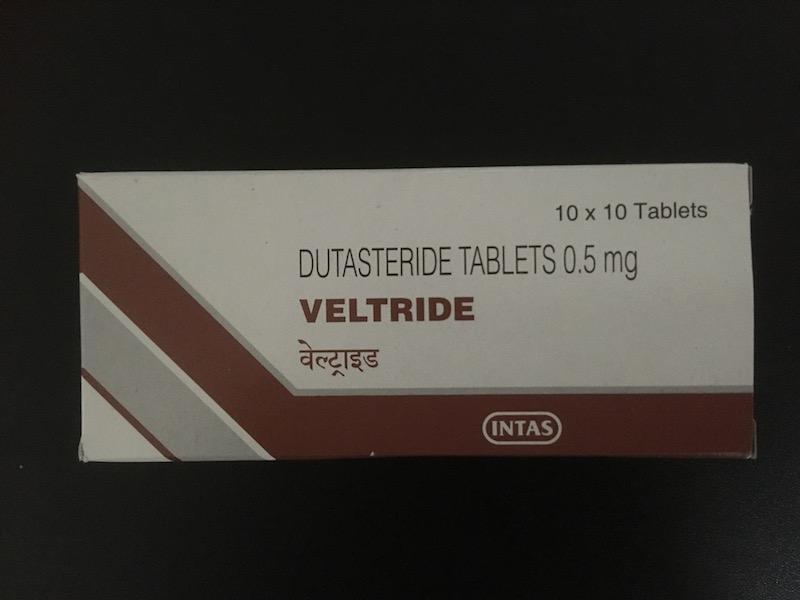 10 x 10 Tablets
DUTASTERIDE TABLETS 0.5 mg
VELTRIDE
वेल्ट्राइड
INTAS